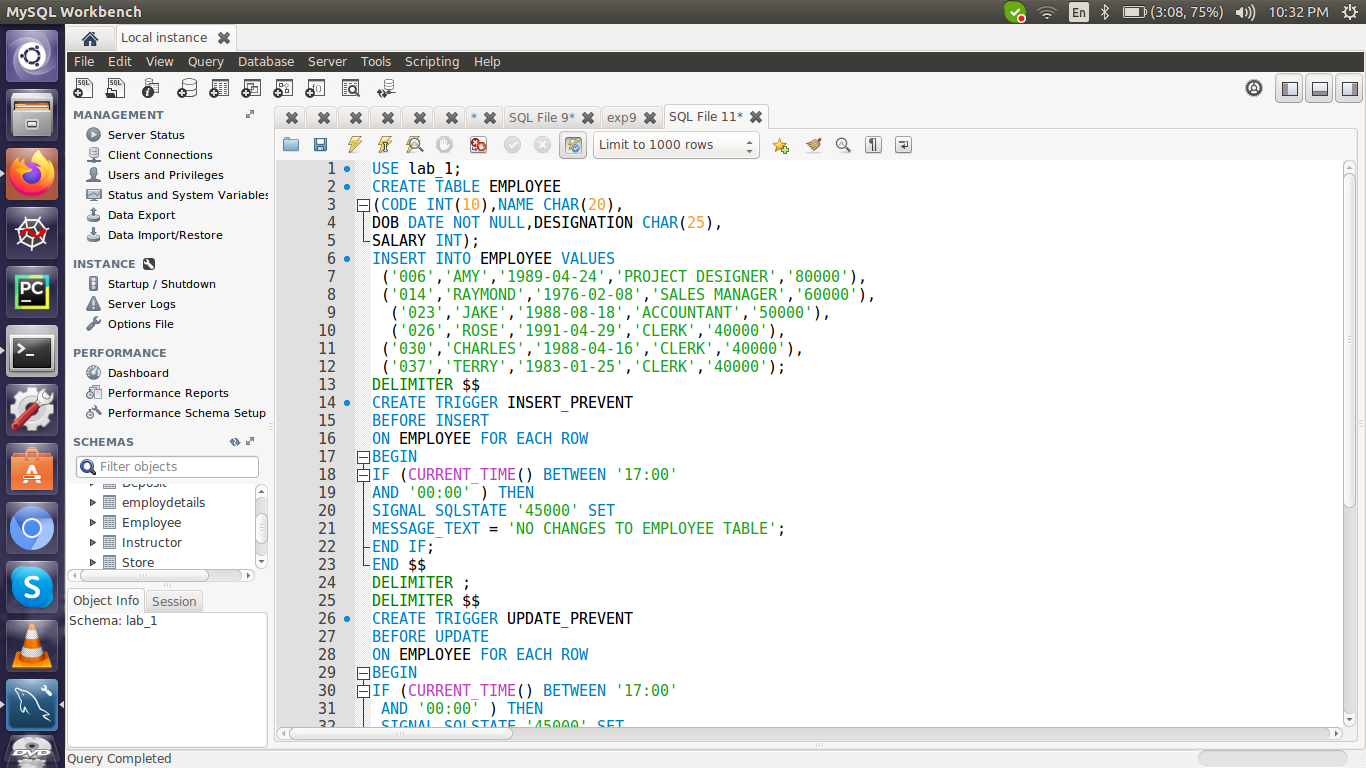 MySQL Workbench
En
(3:08, 75%)
10:32 PM
Local instance
File Edit View Query Database Server Tools Scripting Help
MANAGEMENT
Server Status
Client Connections
Users and Privileges
Status and System Variables
Data Export
Data Import/Restore
INSTANCE
Startup / Shutdown
Server Logs
Options File
PERFORMANCE
Dashboard
Performance Reports
Performance Schema Setup
SCHEMAS
Filter objects
Deposit
employdetails
Employee
Instructor
Store
Object Info Session
Schema: lab_1
* SQL File 9* exp9 SQL File 11*
Limit to 1000 rows
1 USE lab_1;
2 CREATE TABLE EMPLOYEE
3 (CODE INT(10),NAME CHAR(20),
4 DOB DATE NOT NULL,DESIGNATION CHAR(25),
5 SALARY INT);
6 INSERT INTO EMPLOYEE VALUES
7 ('006','AMY','1989-04-24','PROJECT DESIGNER','80000'),
8 ('014','RAYMOND','1976-02-08','SALES MANAGER','60000'),
9 ('023','JAKE','1988-08-18','ACCOUNTANT','50000'),
10 ('026','ROSE','1991-04-29','CLERK','40000'),
11 ('030','CHARLES','1988-04-16','CLERK','40000'),
12 ('037','TERRY','1983-01-25','CLERK','40000');
13 DELIMITER $$
14 CREATE TRIGGER INSERT_PREVENT
15 BEFORE INSERT
16 ON EMPLOYEE FOR EACH ROW
17 BEGIN
18 IF (CURRENT_TIME() BETWEEN '17:00'
19 AND '00:00' ) THEN
20 SIGNAL SQLSTATE '45000' SET
21 MESSAGE_TEXT = 'NO CHANGES TO EMPLOYEE TABLE';
22 END IF;
23 END $$
24 DELIMITER ;
25 DELIMITER $$
26 CREATE TRIGGER UPDATE_PREVENT
27 BEFORE UPDATE
28 ON EMPLOYEE FOR EACH ROW
29 BEGIN
30 IF (CURRENT_TIME() BETWEEN '17:00'
31 AND '00:00' ) THEN
32 SIGNAL SQLSTATE '45000' SET
PC
DVD
Query Completed